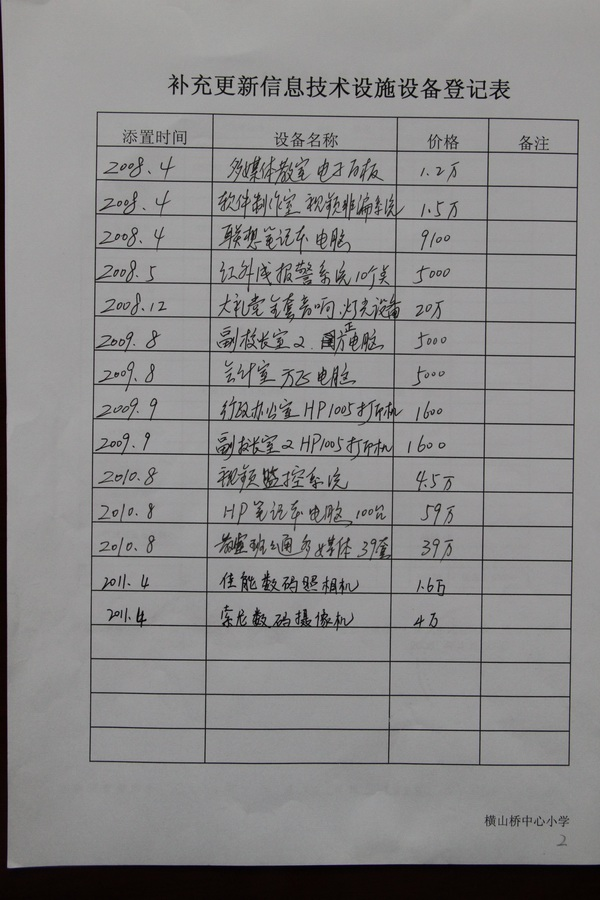 补充更新信息技术设施设备登记表
添置时间 设备名称 价格 备注
2008.4 多媒体教室 电子白板 1.2万
2008.4 软件制作室 视频非编系统 1.5万
2008.4 联想笔记本电脑 9100
2008.5 红外线报警系统 10个类 5000
2008.12 大礼堂全套音响、灯光设备 20万
2009.8 副校长室2 方正电脑 5000
2009.8 会计室 方正电脑 5000
2009.9 行政办公室 HP1005打印机 1600
2009.9 副校长室2 HP1005打印机 1600
2010.8 视频监控系统 4.5万
2010.8 HP笔记本电脑 100台 59万
2010.8 教室班班通多媒体 39套 39万
2011.4 佳能数码照相机 1.6万
2011.4 索尼数码摄像机 4万
横山桥中心小学
2